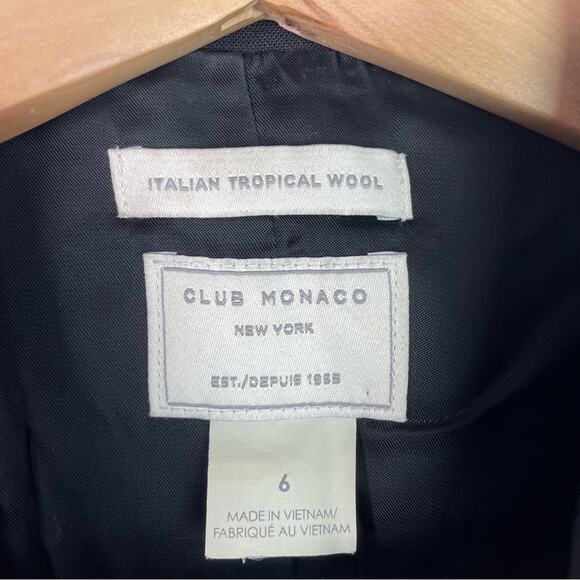 ITALIAN TROPICAL WOOL
CLUB MONACO
NEW YORK
EST./DEPUIS 1985
6
MADE IN VIETNAM/
FABRIQUÉ AU VIETNAM